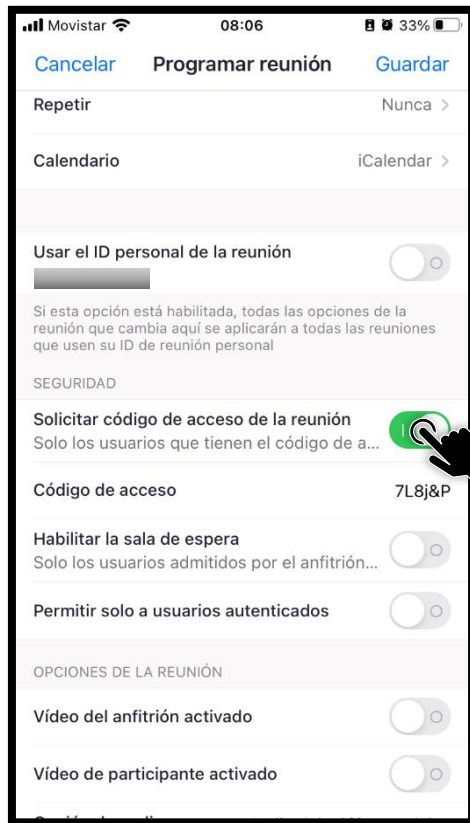 Movistar 08:06 33%
Cancelar Programar reunión Guardar
Repetir Nunca >
Calendario iCalendar >
Usar el ID personal de la reunión
Si esta opción está habilitada, todas las opciones de la
reunión que cambia aquí se aplicarán a todas las reuniones
que usen su ID de reunión personal
SEGURIDAD
Solicitar código de acceso de la reunión
Solo los usuarios que tienen el código de a...
Código de acceso 7L8j&P
Habilitar la sala de espera
Solo los usuarios admitidos por el anfitrión...
Permitir solo a usuarios autenticados
OPCIONES DE LA REUNIÓN
Vídeo del anfitrión activado
Vídeo de participante activado